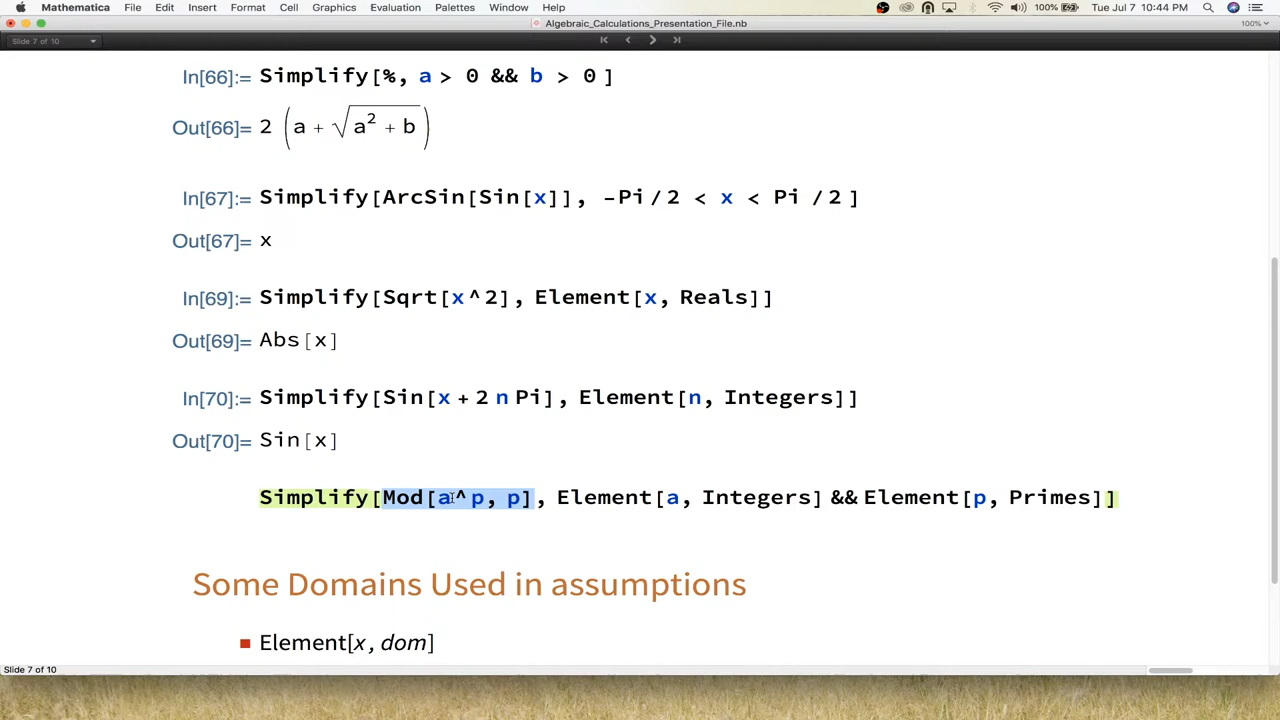 Mathematica File Edit Insert Format Cell Graphics Evaluation Palettes Window Help 100% Tue Jul 7 10:44 PM
Algebraic_Calculations_Presentation_File.nb 100%
Slide 7 of 10
In[66]:= Simplify[%, a > 0 && b > 0 ]
Out[66]= 2 (a + √(a² + b))
In[67]:= Simplify[ArcSin[Sin[x]], -Pi/2 < x < Pi /2 ]
Out[67]= x
In[69]:= Simplify[Sqrt[x^2], Element[x, Reals]]
Out[69]= Abs[x]
In[70]:= Simplify[Sin[x + 2 n Pi], Element[n, Integers]]
Out[70]= Sin[x]
Simplify[Mod[a^p, p], Element[a, Integers] && Element[p, Primes]]
Some Domains Used in assumptions
Element[x, dom]
Slide 7 of 10